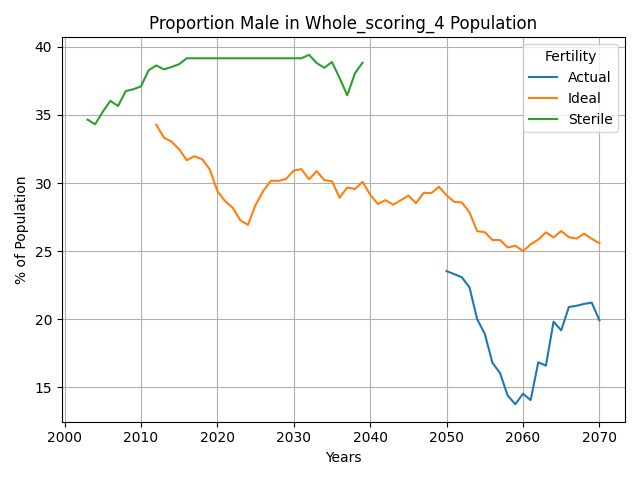 Proportion Male in Whole_scoring_4 Population
% of Population
40
35
30
25
20
15
Fertility
Actual
Ideal
Sterile
2000 2010 2020 2030 2040 2050 2060 2070
Years